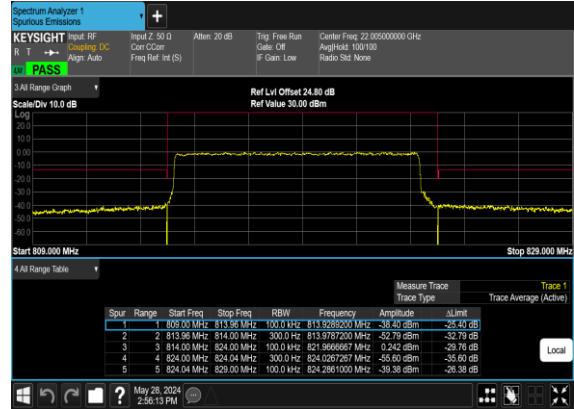 Spectrum Analyzer 1
Spurious Emissions
KEYSIGHT Input: RF Input Z: 50 Ω Atten: 20 dB Trig: Free Run Center Freq: 22.005000000 GHz
R T Coupling: DC Corr CCorr Gate: Off Avg|Hold: 100/100
Align: Auto Freq Ref: Int (S) IF Gain: Low Radio Std: None
PASS
3 All Range Graph
Ref Lvl Offset 24.80 dB
Scale/Div 10.0 dB Ref Value 30.00 dBm
Log
20.0
10.0
0.00
-10.0
-20.0
-30.0
-40.0
-50.0
-60.0
Start 809.000 MHz Stop 829.000 MHz
4 All Range Table
Measure Trace Trace 1
Trace Type Trace Average (Active)
Spur Range Start Freq Stop Freq RBW Frequency Amplitude ΔLimit
1 1 809.00 MHz 813.96 MHz 100.0 kHz 813.9289200 MHz -38.40 dBm -25.40 dB
2 2 813.96 MHz 814.00 MHz 300.0 Hz 813.9787200 MHz -52.79 dBm -32.79 dB
3 3 814.00 MHz 824.00 MHz 100.0 kHz 821.9666667 MHz 0.242 dBm -29.76 dB
4 4 824.00 MHz 824.04 MHz 300.0 Hz 824.0267267 MHz -55.60 dBm -35.60 dB
5 5 824.04 MHz 829.00 MHz 100.0 kHz 824.2861000 MHz -39.38 dBm -26.38 dB
Local
May 28, 2024
2:56:13 PM